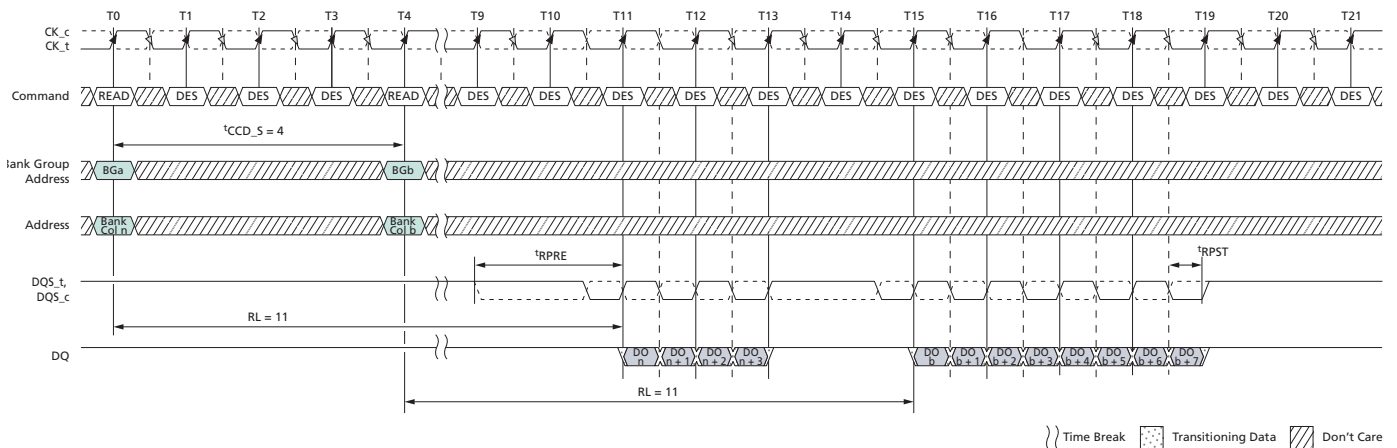 T0 T1 T2 T3 T4 T9 T10 T11 T12 T13 T14 T15 T16 T17 T18 T19 T20 T21
CK_c
CK_t
Command READ DES DES DES READ DES DES DES DES DES DES DES DES DES DES DES DES DES
tCCD_S = 4
Bank Group
Address
BGa BGb
Address
Bank
Col n
Bank
Col b
tRPRE
tRPST
DQS_t,
DQS_c
RL = 11
DQ
DO
n
DO
n + 1
DO
n + 2
DO
n + 3
DO
b
DO
b + 1
DO
b + 2
DO
b + 3
DO
b + 4
DO
b + 5
DO
b + 6
DO
b + 7
RL = 11
Time Break Transitioning Data Don't Care